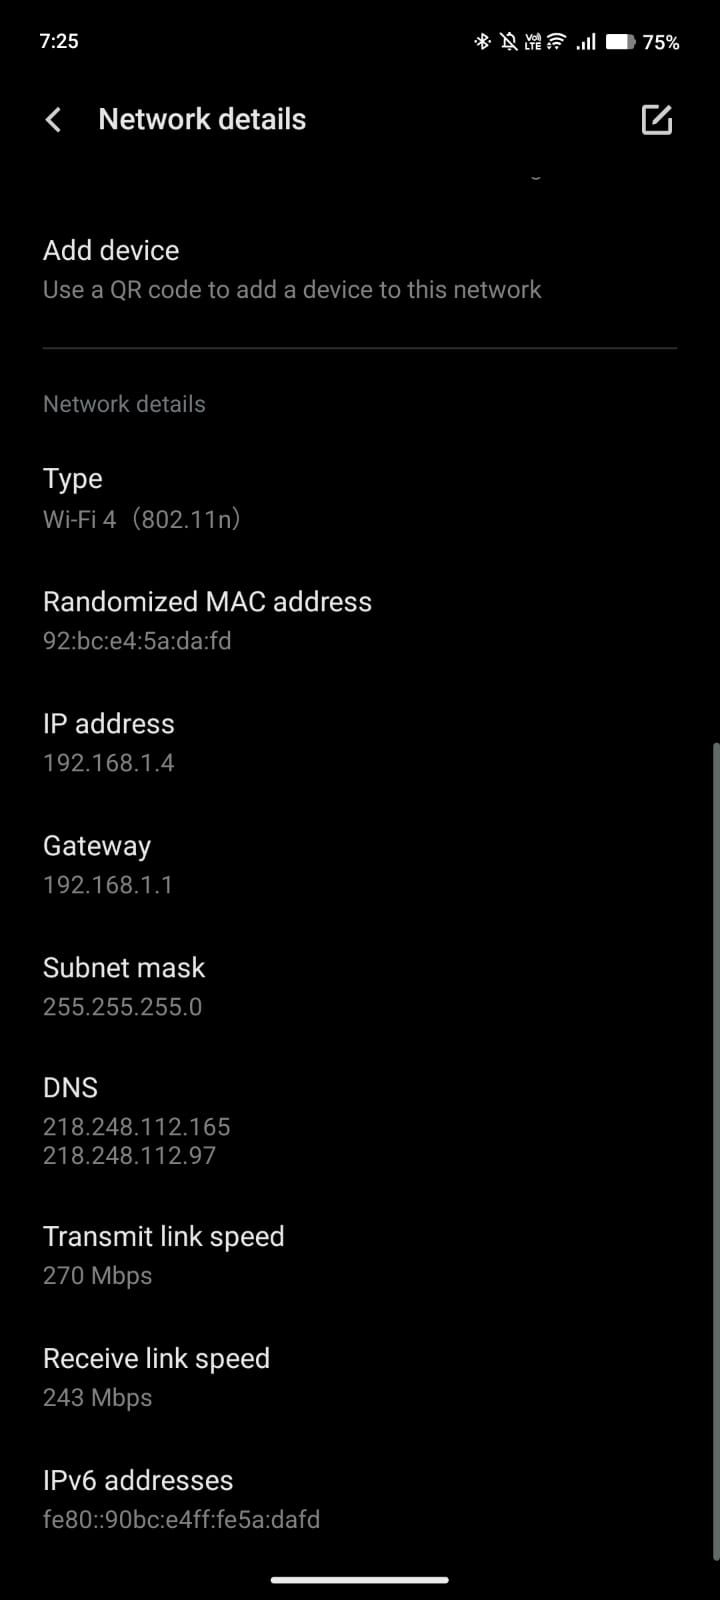 7:25
Vo) LTE
75%
Network details
Add device
Use a QR code to add a device to this network
Network details
Type
Wi-Fi 4（802.11n）
Randomized MAC address
92:bc:e4:5a:da:fd
IP address
192.168.1.4
Gateway
192.168.1.1
Subnet mask
255.255.255.0
DNS
218.248.112.165
218.248.112.97
Transmit link speed
270 Mbps
Receive link speed
243 Mbps
IPv6 addresses
fe80::90bc:e4ff:fe5a:dafd